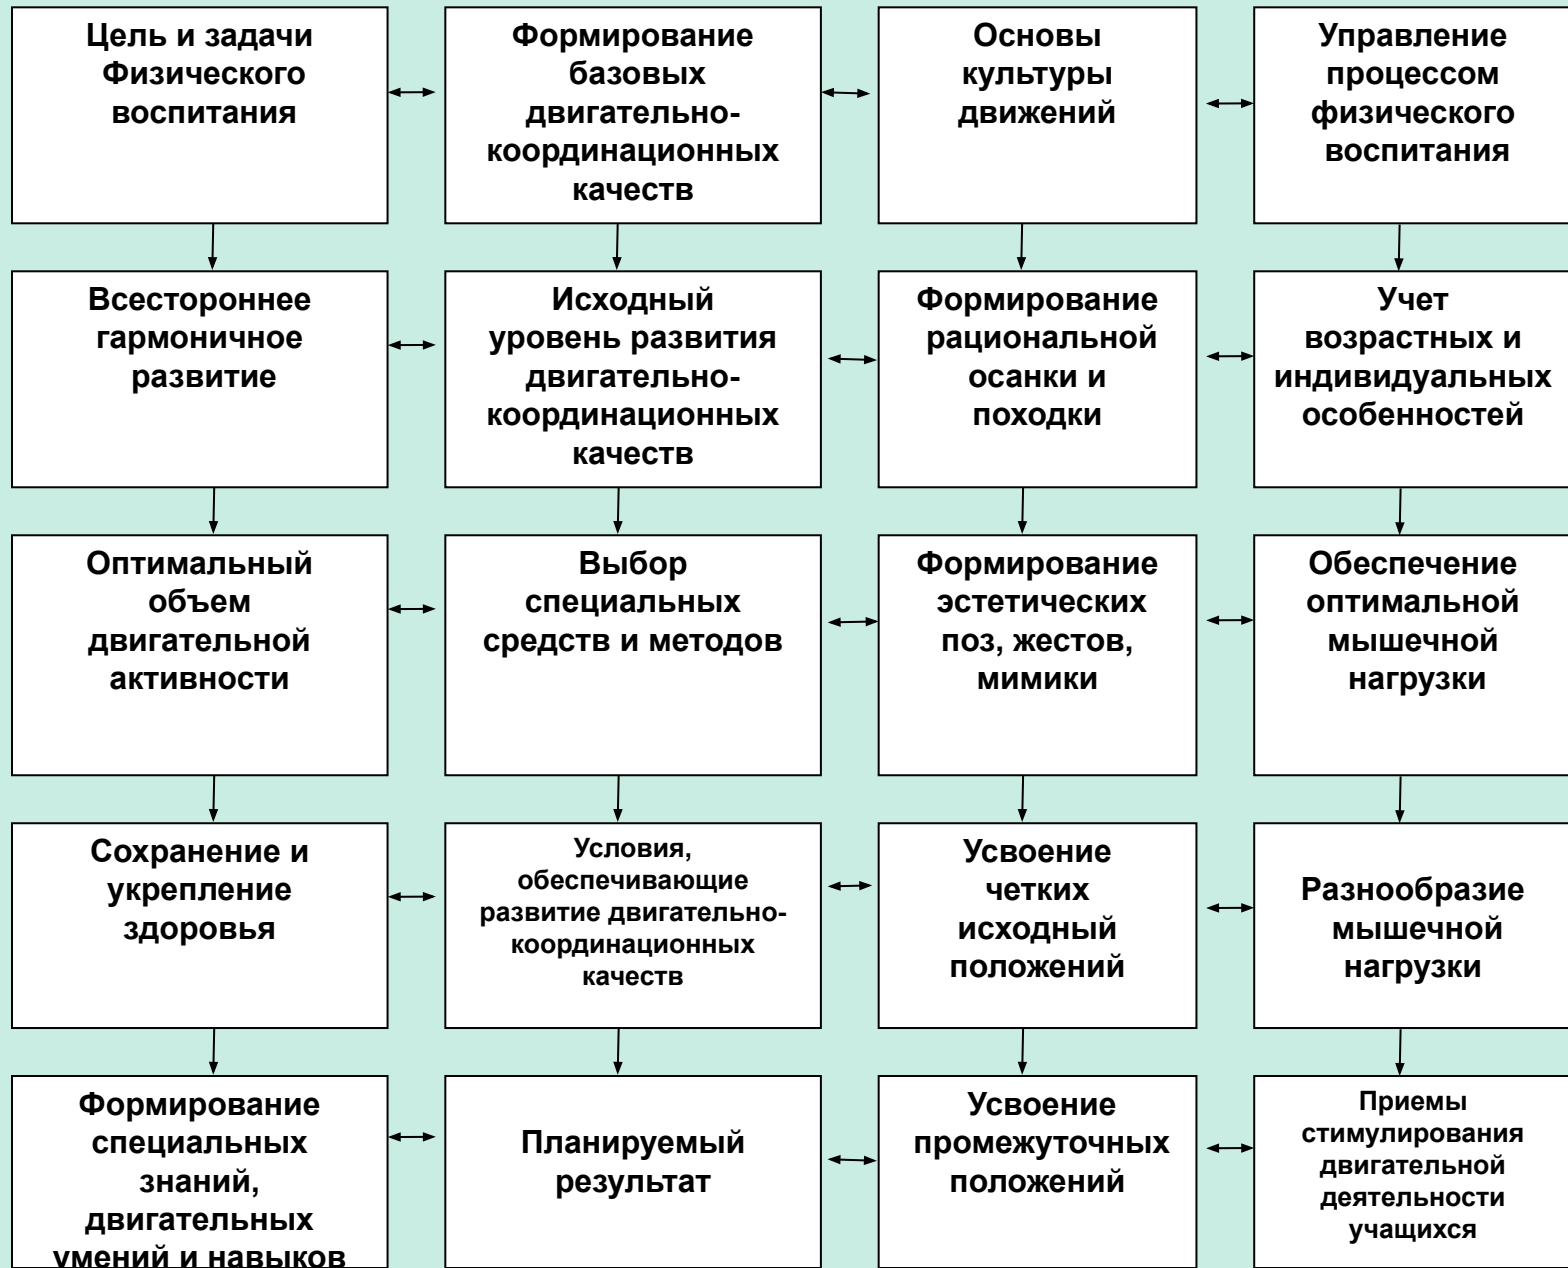 Цель и задачи
Физического
воспитания
Формирование
базовых
двигательно-
координационных
качеств
Основы
культуры
движений
Управление
процессом
физического
воспитания
Всестороннее
гармоничное
развитие
Исходный
уровень развития
двигательно-
координационных
качеств
Формирование
рациональной
осанки и
походки
Учет
возрастных и
индивидуальных
особенностей
Оптимальный
объем
двигательной
активности
Выбор
специальных
средств и методов
Формирование
эстетических
поз, жестов,
мимики
Обеспечение
оптимальной
мышечной
нагрузки
Сохранение и
укрепление
здоровья
Условия,
обеспечивающие
развитие двигательно-
координационных
качеств
Усвоение
четких
исходный
положений
Разнообразие
мышечной
нагрузки
Формирование
специальных
знаний,
двигательных
умений и навыков
Планируемый
результат
Усвоение
промежуточных
положений
Приемы
стимулирования
двигательной
деятельности
учащихся